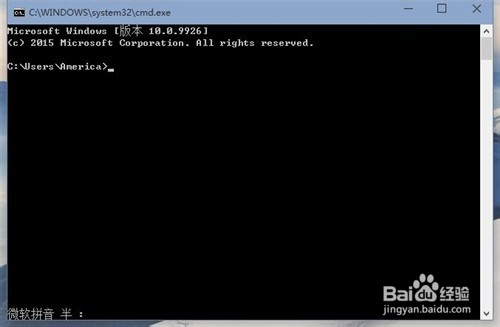 C:\WINDOWS\system32\cmd.exe
Microsoft Windows [版本 10.0.9926]
(c) 2015 Microsoft Corporation. All rights reserved.
C:\Users\America>_
微软拼音 半 :
Baidu经验
jingyan.baidu.com